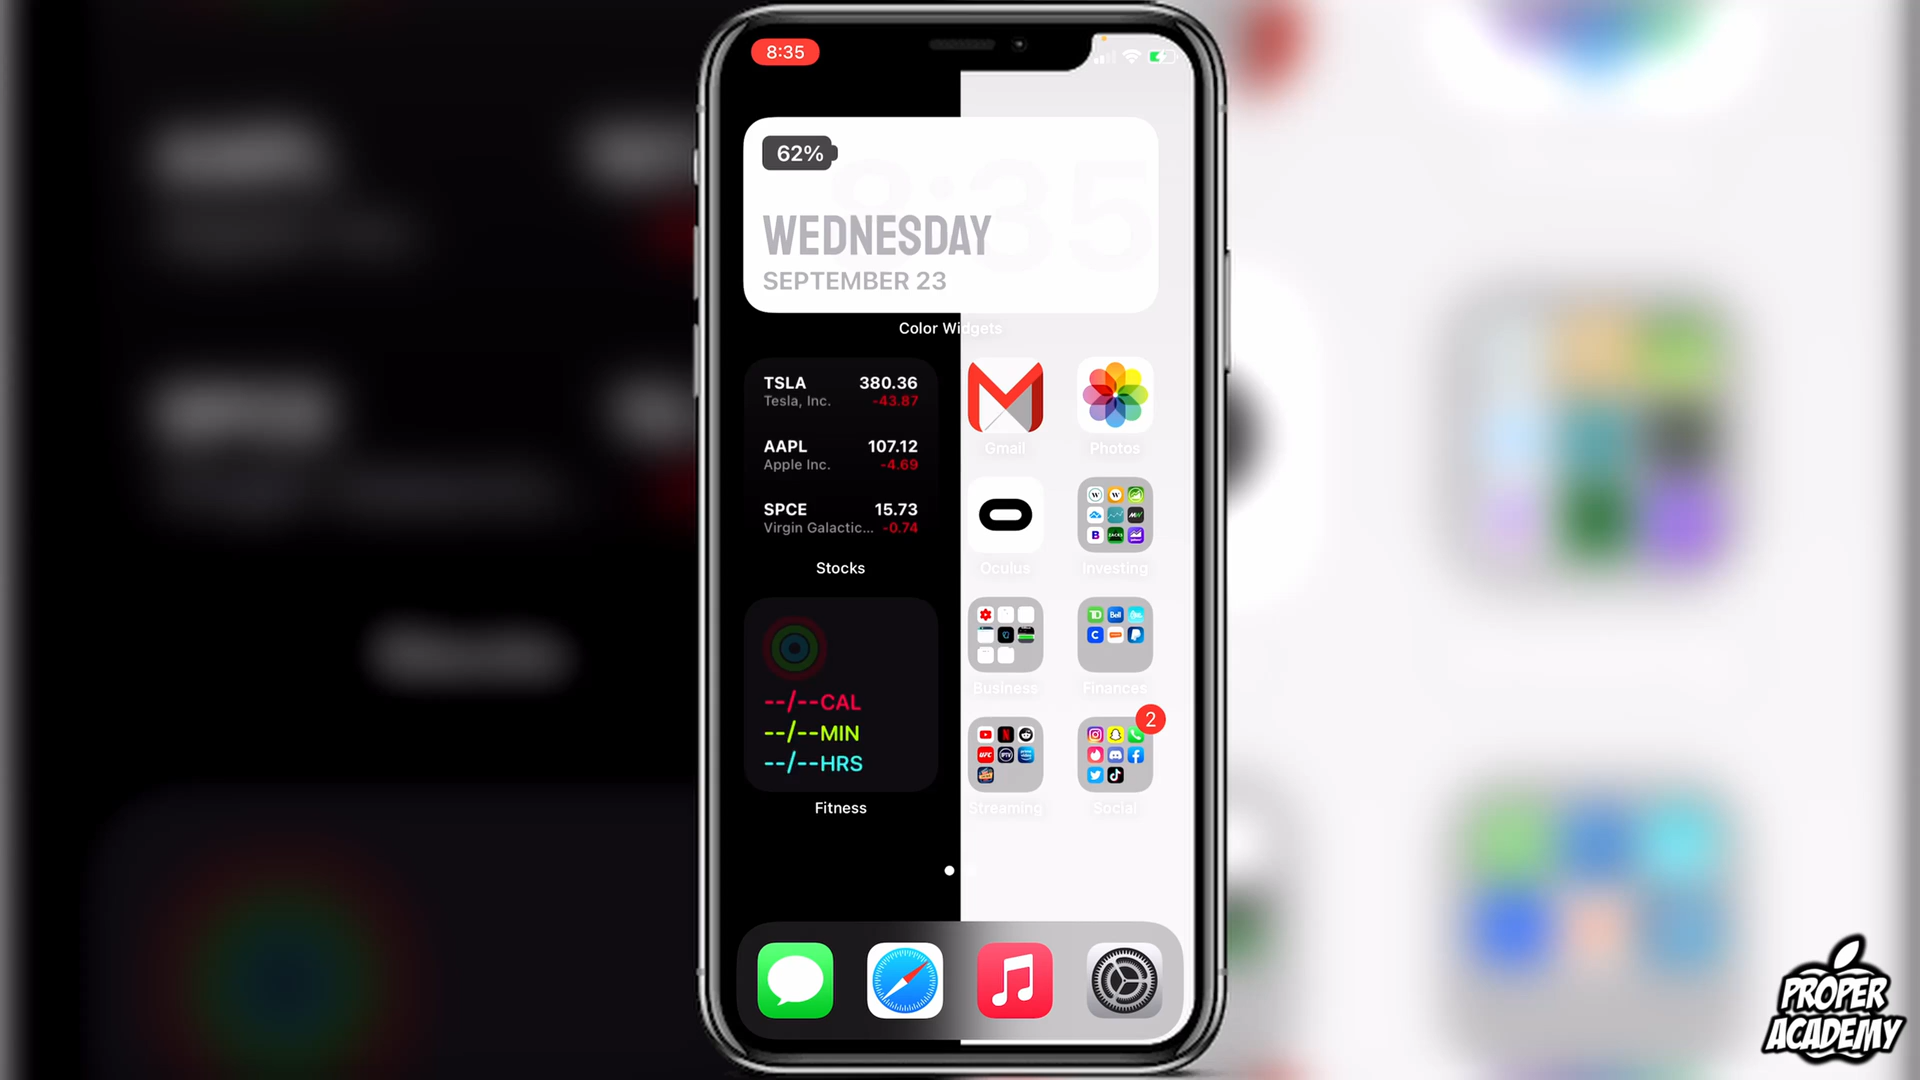 8:35
62%
8:35
WEDNESDAY
SEPTEMBER 23
Color Widgets
TSLA 380.36
Tesla, Inc. -43.87
AAPL 107.12
Apple Inc. -4.69
SPCE 15.73
Virgin Galactic... -0.74
Stocks
Gmail
Photos
Oculus
Investing
--/--CAL
--/--MIN
--/--HRS
Fitness
Business
Finances
2
Streaming
Social
PROPER
ACADEMY